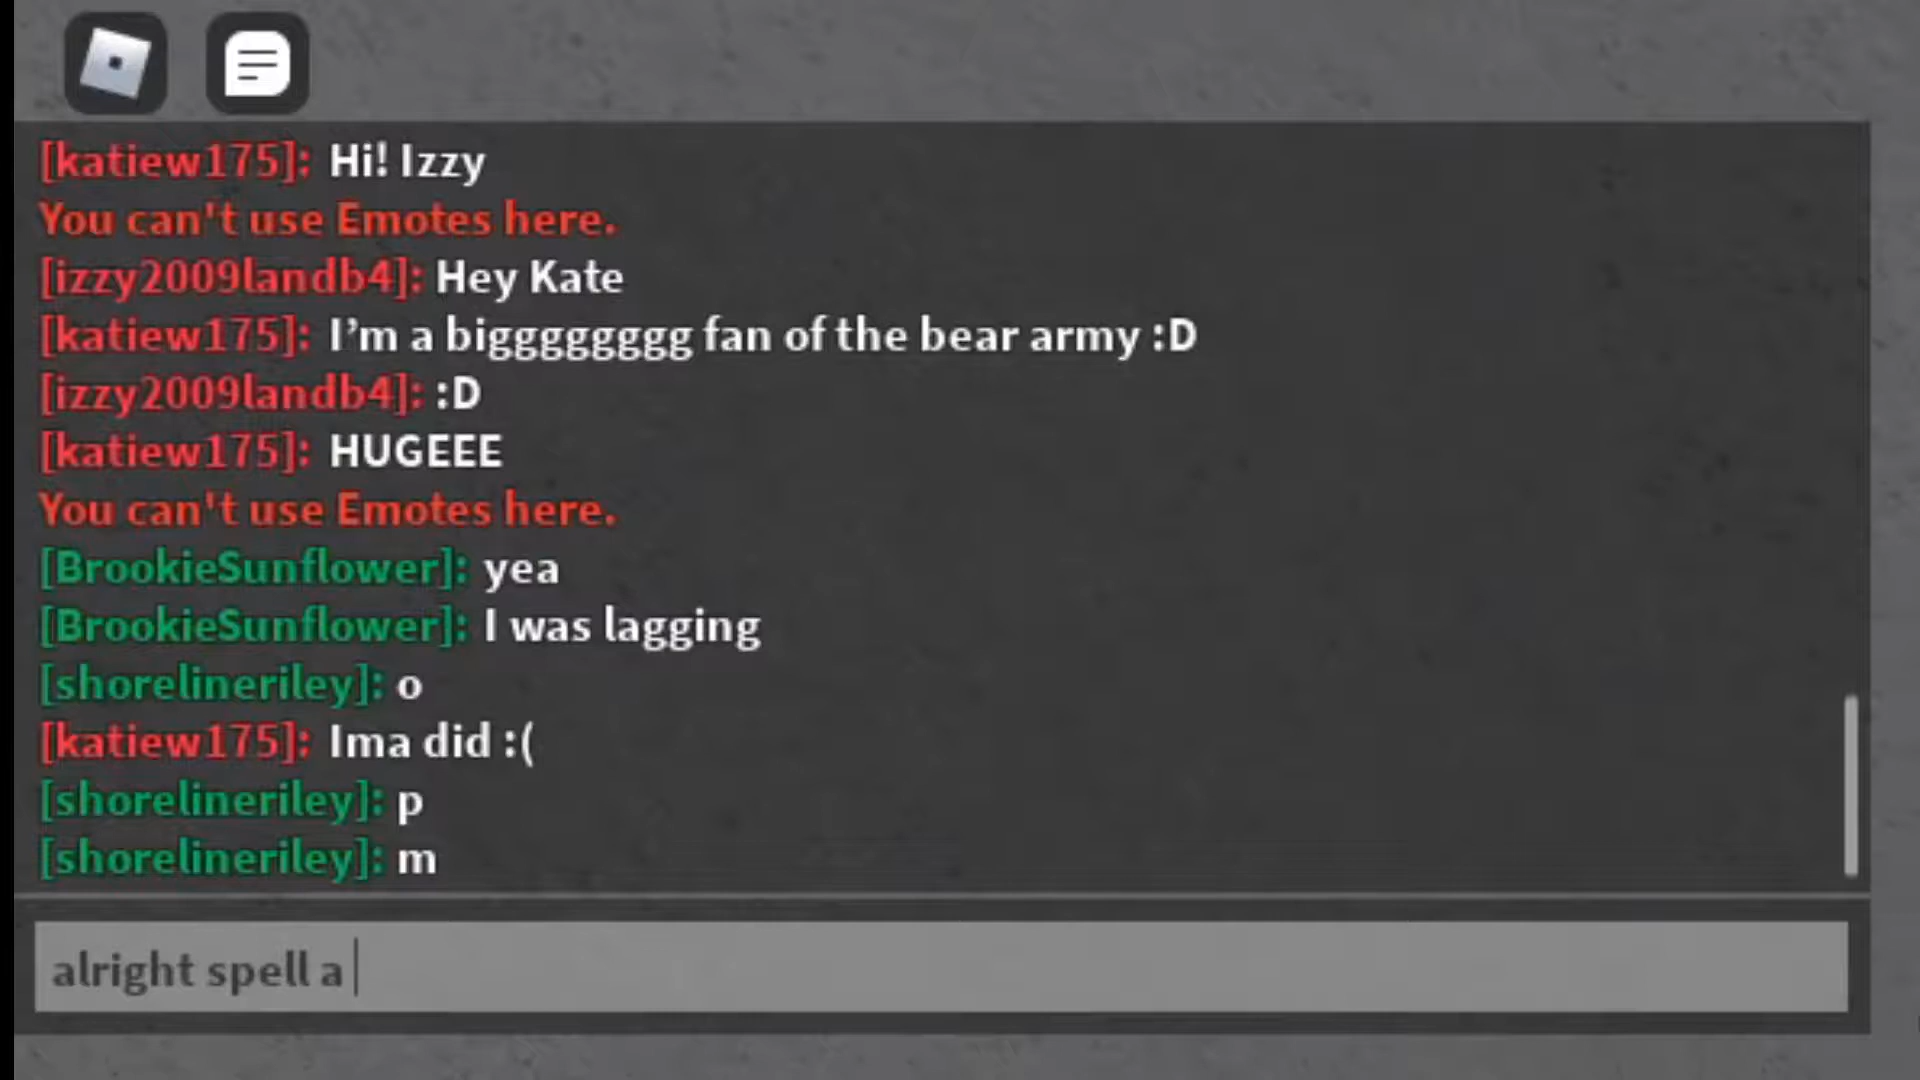 [katiew175]: Hi! Izzy
You can't use Emotes here.
[izzy2009landb4]: Hey Kate
[katiew175]: I’m a bigggggggg fan of the bear army :D
[izzy2009landb4]: :D
[katiew175]: HUGEEE
You can't use Emotes here.
[BrookieSunflower]: yea
[BrookieSunflower]: I was lagging
[shorelineriley]: o
[katiew175]: Ima did :(
[shorelineriley]: p
[shorelineriley]: m
alright spell a